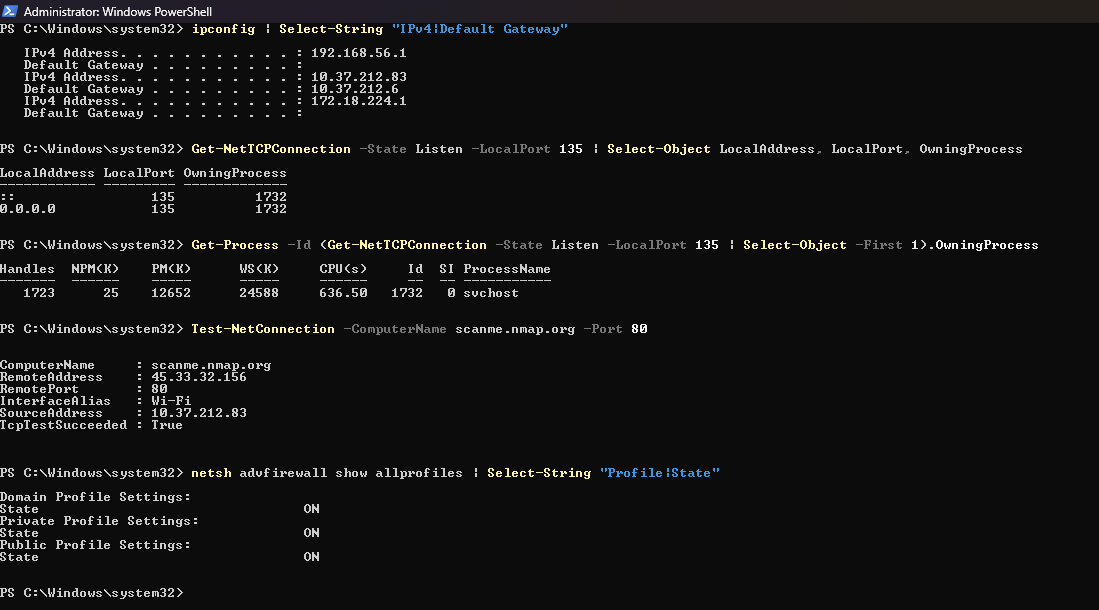 Administrator: Windows PowerShell
PS C:\Windows\system32> ipconfig | Select-String "IPv4|Default Gateway"
   IPv4 Address. . . . . . . . . . . : 192.168.56.1
   Default Gateway . . . . . . . . . :
   IPv4 Address. . . . . . . . . . . : 10.37.212.83
   Default Gateway . . . . . . . . . : 10.37.212.6
   IPv4 Address. . . . . . . . . . . : 172.18.224.1
   Default Gateway . . . . . . . . . :
PS C:\Windows\system32> Get-NetTCPConnection -State Listen -LocalPort 135 | Select-Object LocalAddress, LocalPort, OwningProcess
LocalAddress LocalPort OwningProcess
------------ --------- -------------
::                 135          1732
0.0.0.0            135          1732
PS C:\Windows\system32> Get-Process -Id (Get-NetTCPConnection -State Listen -LocalPort 135 | Select-Object -First 1).OwningProcess
Handles  NPM(K)    PM(K)      WS(K)     CPU(s)     Id  SI ProcessName
-------  ------    -----      -----     ------     --  -- -----------
   1723      25    12652      24588     636.50   1732   0 svchost
PS C:\Windows\system32> Test-NetConnection -ComputerName scanme.nmap.org -Port 80
ComputerName     : scanme.nmap.org
RemoteAddress    : 45.33.32.156
RemotePort       : 80
InterfaceAlias   : Wi-Fi
SourceAddress    : 10.37.212.83
TcpTestSucceeded : True
PS C:\Windows\system32> netsh advfirewall show allprofiles | Select-String "Profile|State"
Domain Profile Settings:
State                                 ON
Private Profile Settings:
State                                 ON
Public Profile Settings:
State                                 ON
PS C:\Windows\system32>